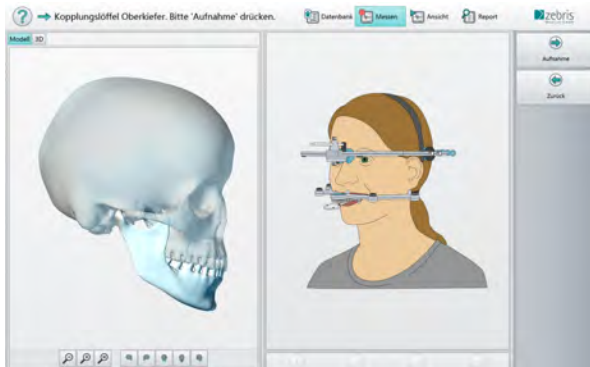 ? → Kopplungslöffel Oberkiefer. Bitte 'Aufnahme' drücken.
Datenbank Messen Ansicht Report
zebris
Modell 3D
Aufnahme
Zurück